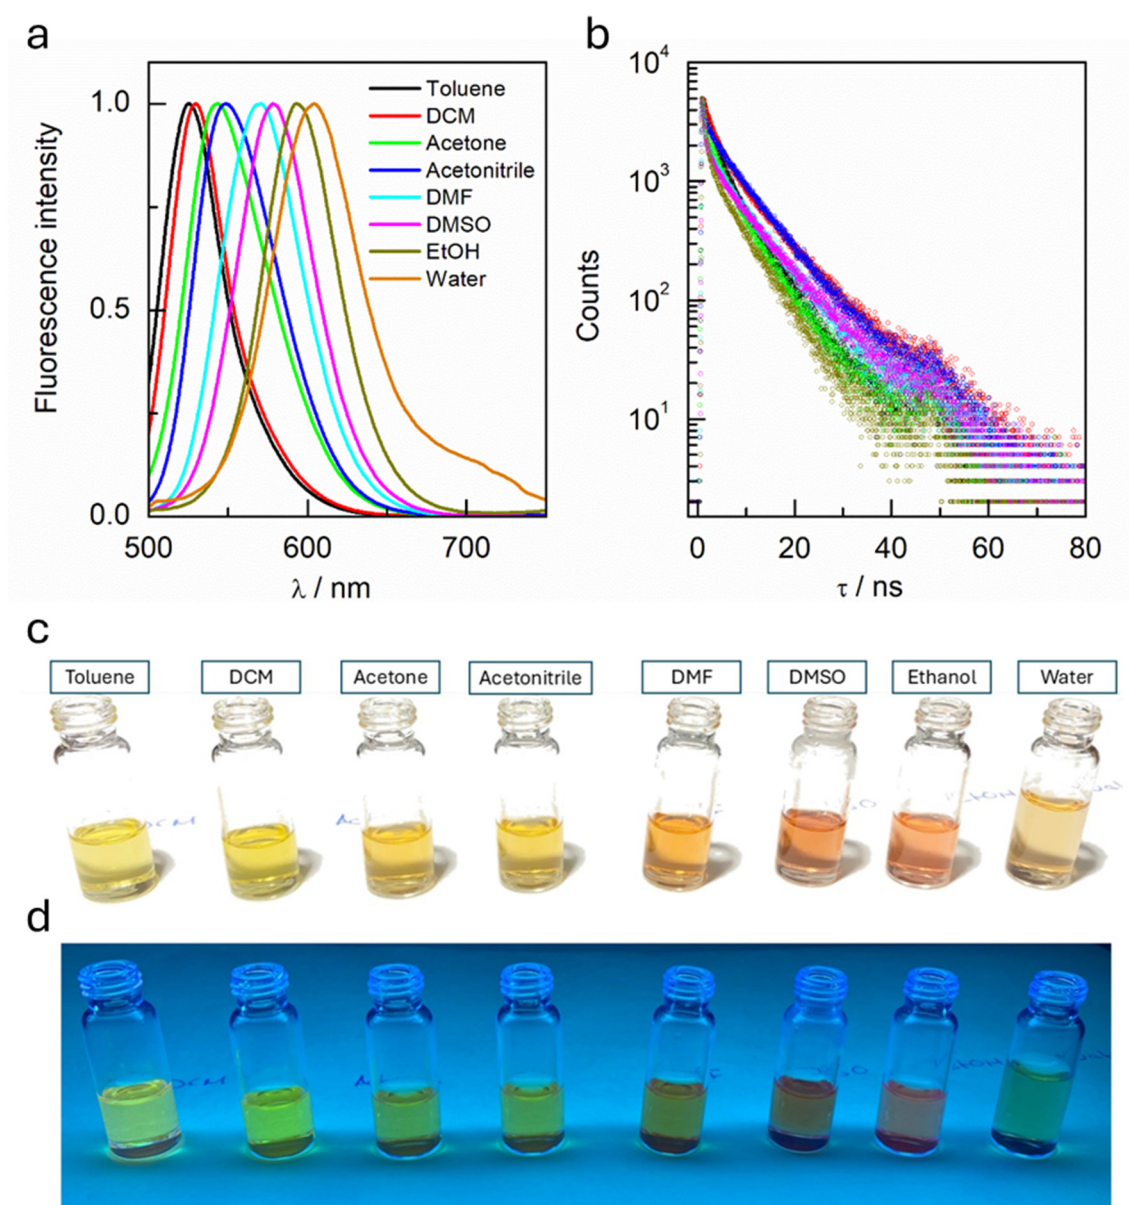 a
b
1.0
0.5
0.0
500
600
700
Fluorescence intensity
λ / nm
Toluene
DCM
Acetone
Acetonitrile
DMF
DMSO
EtOH
Water
10⁴
10³
10²
10¹
0
20
40
60
80
Counts
τ / ns
c
Toluene
DCM
Acetone
Acetonitrile
DMF
DMSO
Ethanol
Water
DCM
d
DCM